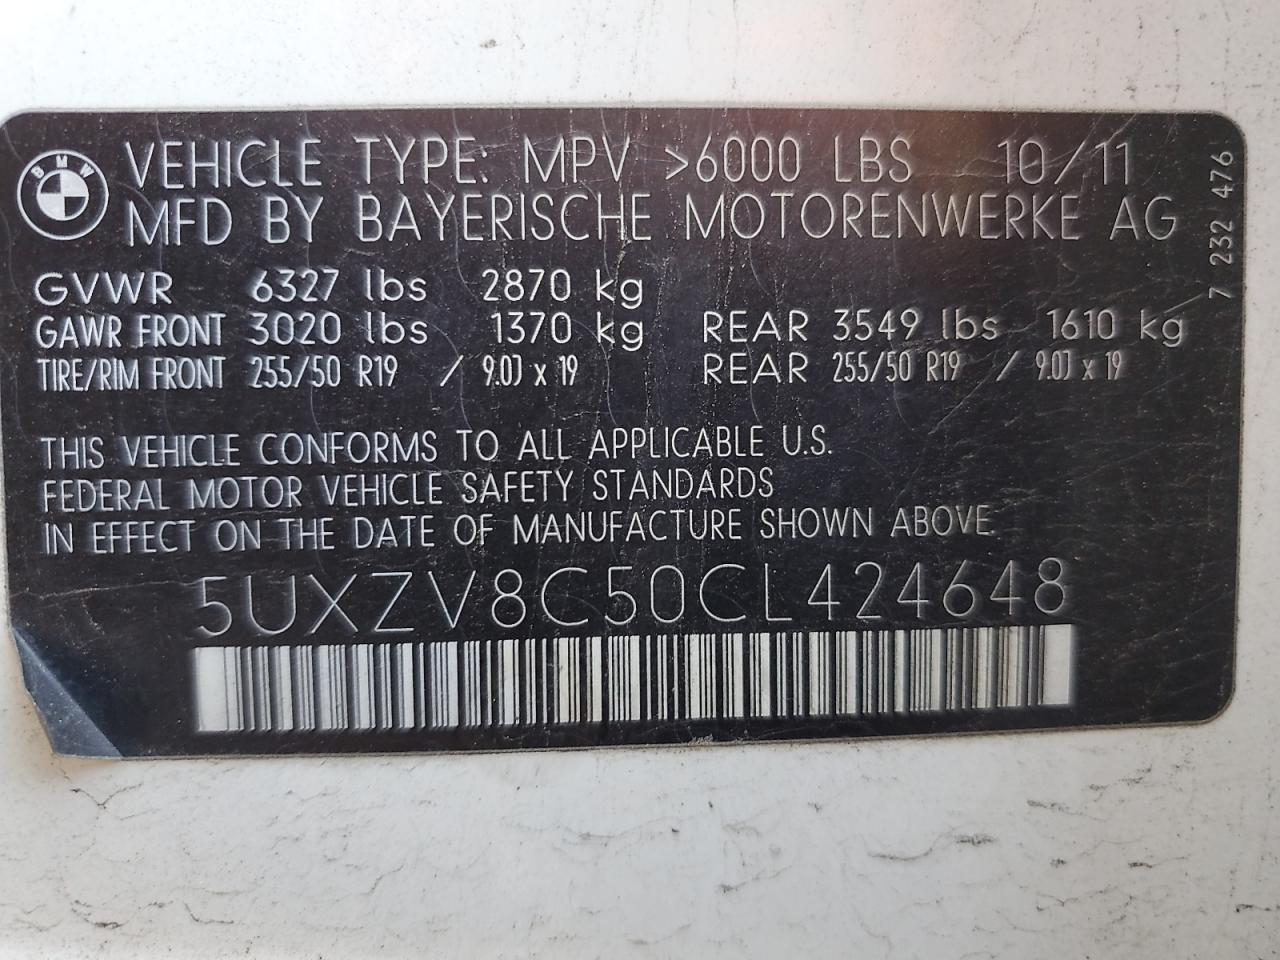 BMW
VEHICLE TYPE: MPV >6000 LBS 10/11
MFD BY BAYERISCHE MOTORENWERKE AG
GVWR 6327 lbs 2870 kg
GAWR FRONT 3020 lbs 1370 kg REAR 3549 lbs 1610 kg
TIRE/RIM FRONT 255/50 R19 / 9.0J x 19 REAR 255/50 R19 / 9.0J x 19
THIS VEHICLE CONFORMS TO ALL APPLICABLE U.S.
FEDERAL MOTOR VEHICLE SAFETY STANDARDS
IN EFFECT ON THE DATE OF MANUFACTURE SHOWN ABOVE
5UXZV8C50CL424648
7 232 476